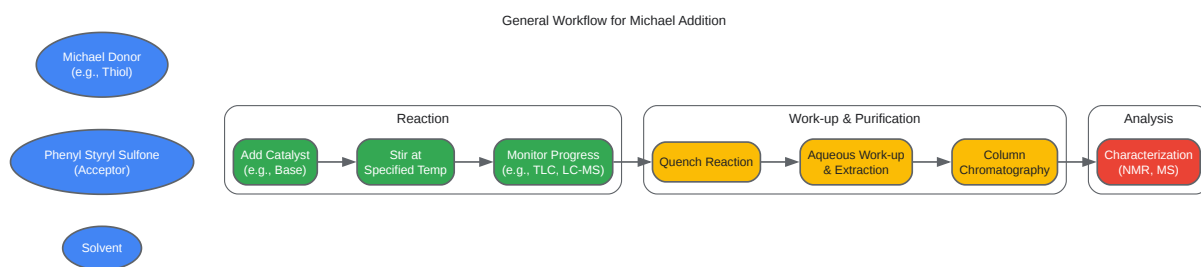 General Workflow for Michael Addition
Michael Donor
(e.g., Thiol)
Phenyl Styryl Sulfone
(Acceptor)
Solvent
Reaction
Add Catalyst
(e.g., Base)
Stir at
Specified Temp
Monitor Progress
(e.g., TLC, LC-MS)
Work-up & Purification
Quench Reaction
Aqueous Work-up
& Extraction
Column
Chromatography
Analysis
Characterization
(NMR, MS)